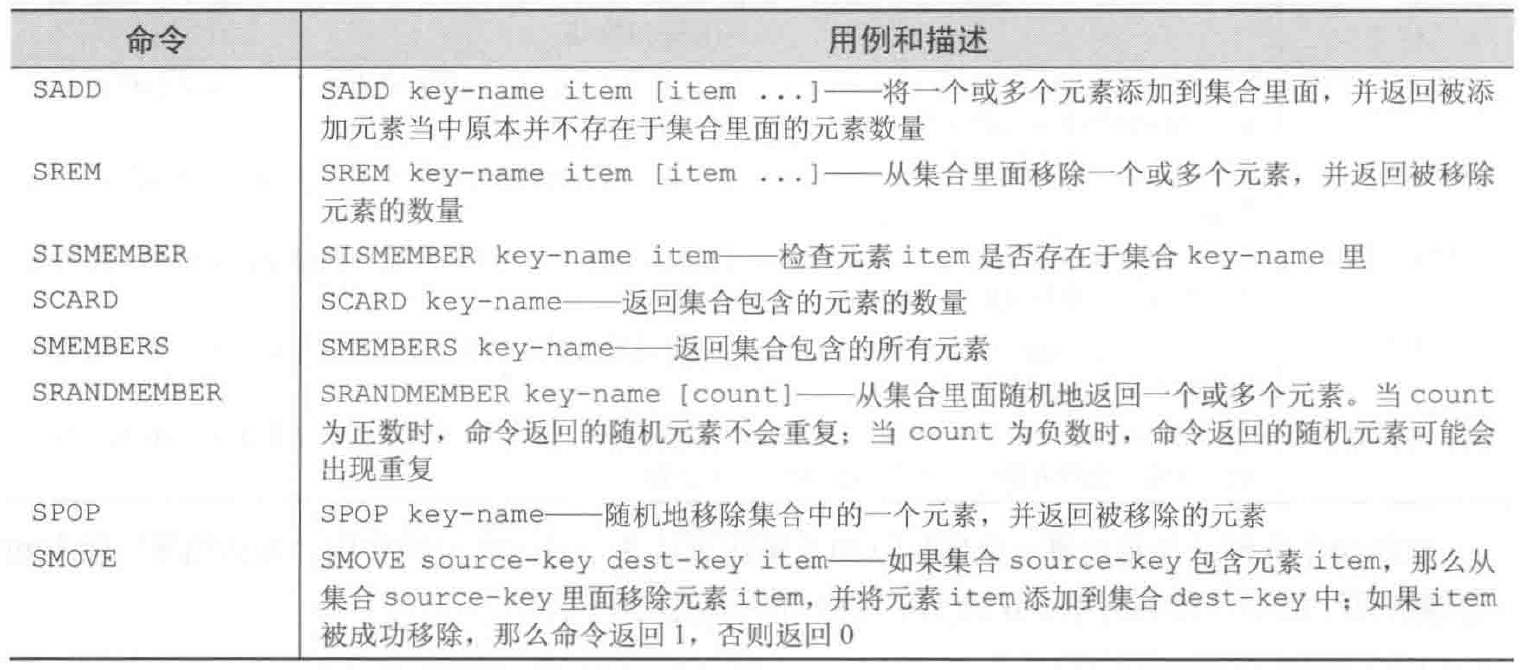 命令 用例和描述
SADD SADD key-name item [item ...]——将一个或多个元素添加到集合里面，并返回被添
加元素当中原本并不存在于集合里面的元素数量
SREM SREM key-name item [item ...]——从集合里面移除一个或多个元素，并返回被移除
元素的数量
SISMEMBER SISMEMBER key-name item——检查元素 item 是否存在于集合 key-name 里
SCARD SCARD key-name——返回集合包含的元素的数量
SMEMBERS SMEMBERS key-name——返回集合包含的所有元素
SRANDMEMBER SRANDMEMBER key-name [count]——从集合里面随机地返回一个或多个元素。当 count
为正数时，命令返回的随机元素不会重复；当 count 为负数时，命令返回的随机元素可能会
出现重复
SPOP SPOP key-name——随机地移除集合中的一个元素，并返回被移除的元素
SMOVE SMOVE source-key dest-key item——如果集合 source-key 包含元素 item，那么从
集合 source-key 里面移除元素 item，并将元素 item 添加到集合 dest-key 中；如果 item
被成功移除，那么命令返回 1，否则返回 0